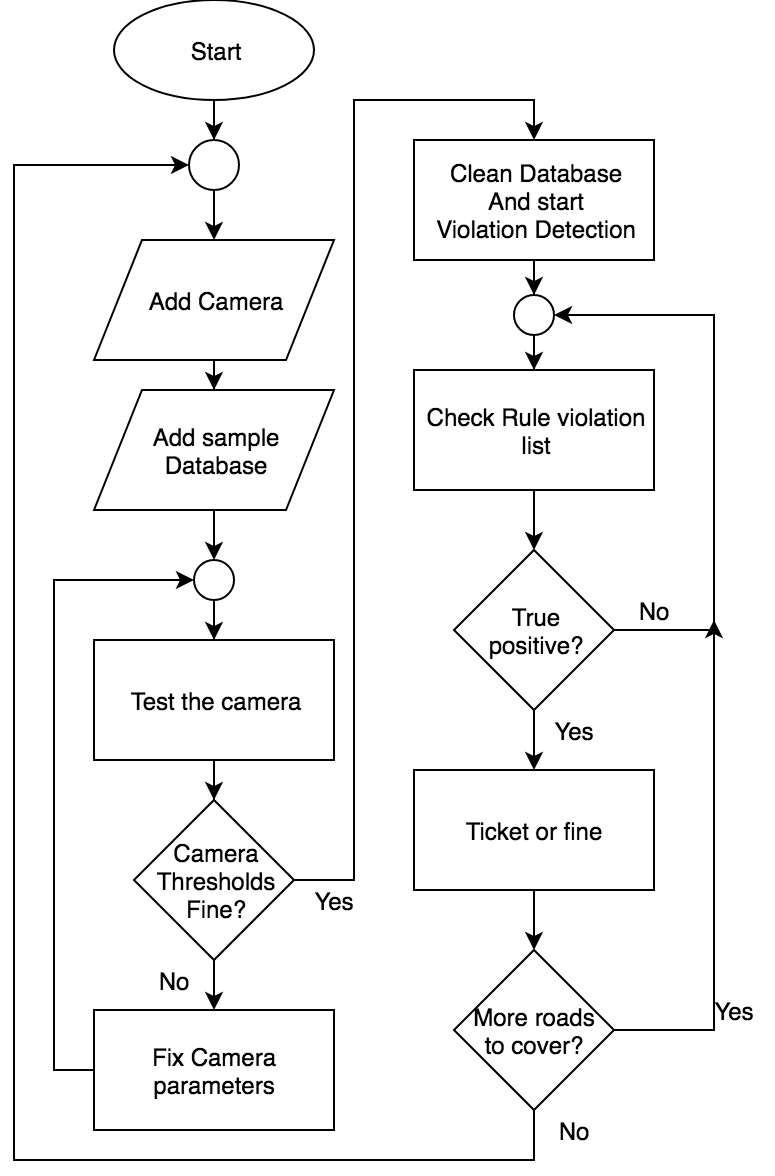 Start
Add Camera
Add sample
Database
Test the camera
Camera
Thresholds
Fine?
Yes
No
Fix Camera
parameters
Clean Database
And start
Violation Detection
Check Rule violation
list
True
positive?
No
Yes
Ticket or fine
More roads
to cover?
Yes
No